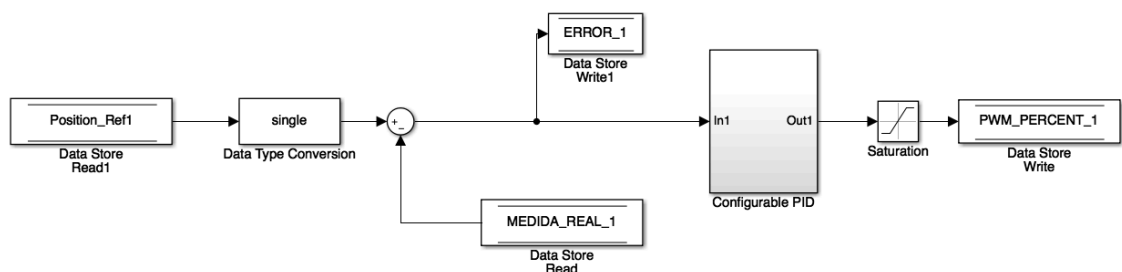 ERROR_1
Data Store
Write1
Position_Ref1
Data Store
Read1
single
Data Type Conversion
+
−
In1
Out1
Configurable PID
Saturation
PWM_PERCENT_1
Data Store
Write
MEDIDA_REAL_1
Data Store
Read